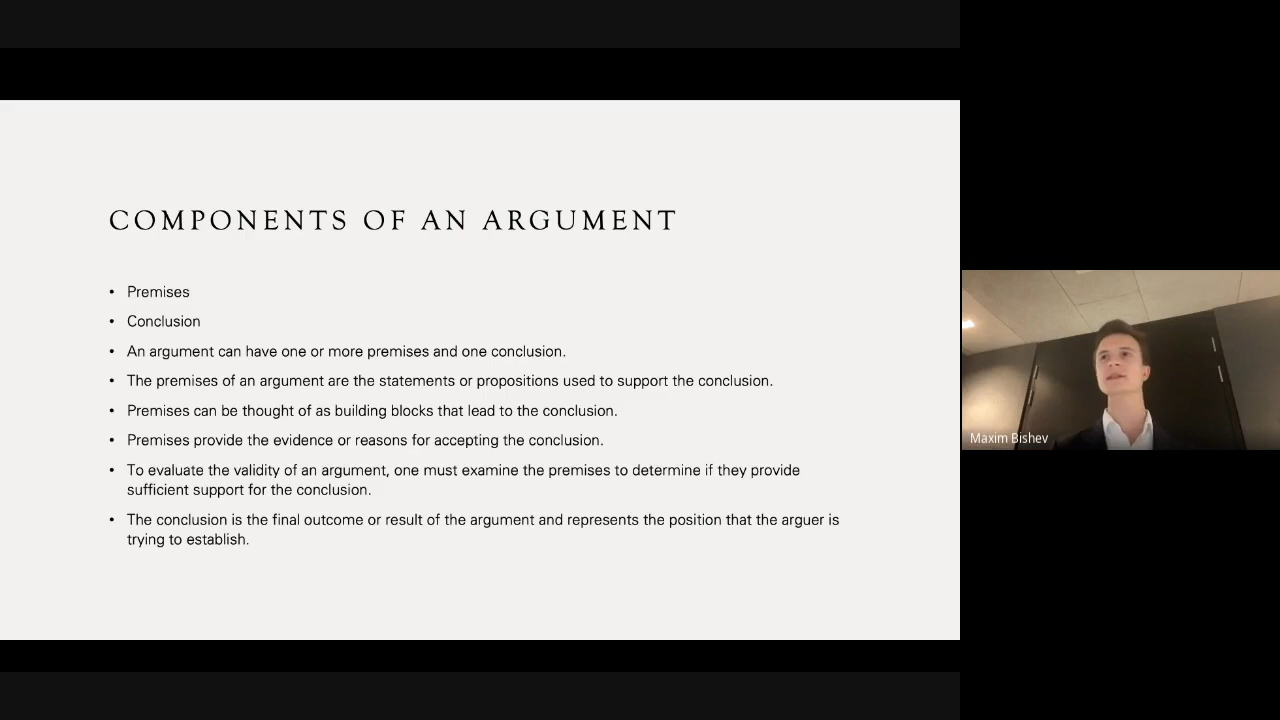 COMPONENTS OF AN ARGUMENT
• Premises
• Conclusion
• An argument can have one or more premises and one conclusion.
• The premises of an argument are the statements or propositions used to support the conclusion.
• Premises can be thought of as building blocks that lead to the conclusion.
• Premises provide the evidence or reasons for accepting the conclusion.
• To evaluate the validity of an argument, one must examine the premises to determine if they provide
sufficient support for the conclusion.
• The conclusion is the final outcome or result of the argument and represents the position that the arguer is
trying to establish.
Maxim Bishev